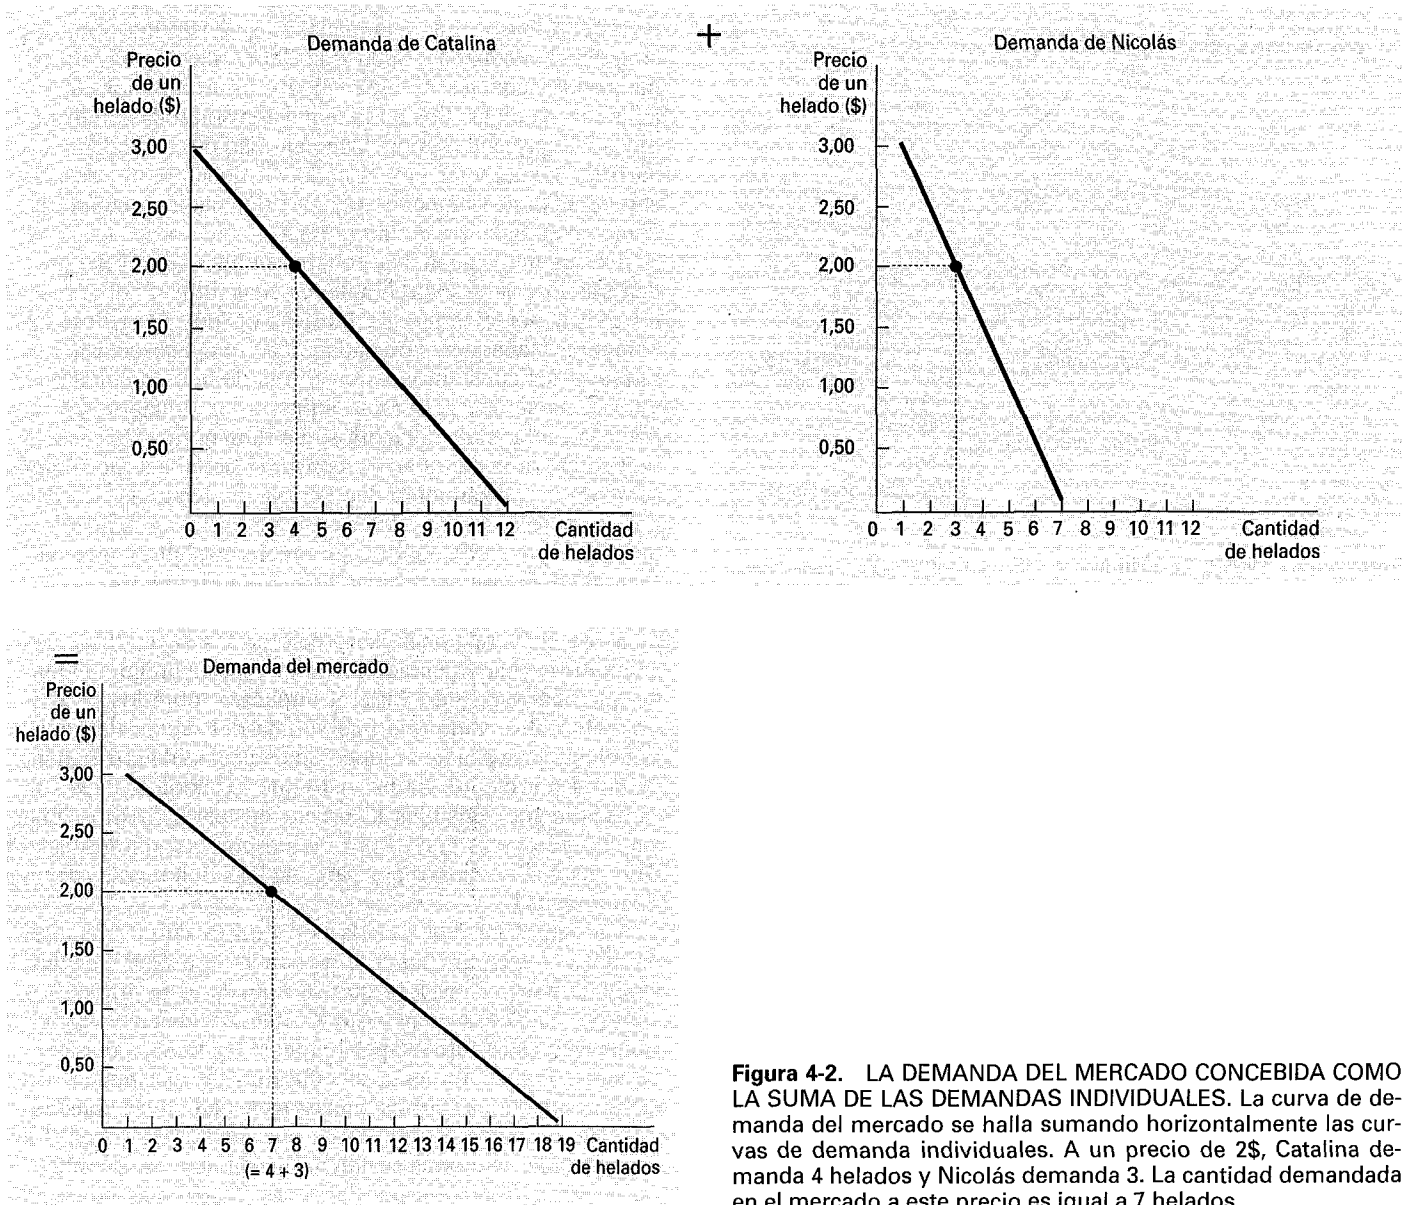 Demanda de Catalina
Precio
de un
helado ($)
3,00
2,50
2,00
1,50
1,00
0,50
0 1 2 3 4 5 6 7 8 9 10 11 12 Cantidad
de helados
+
Demanda de Nicolás
Precio
de un
helado ($)
3,00
2,50
2,00
1,50
1,00
0,50
0 1 2 3 4 5 6 7 8 9 10 11 12 Cantidad
de helados
=
Demanda del mercado
Precio
de un
helado ($)
3,00
2,50
2,00
1,50
1,00
0,50
0 1 2 3 4 5 6 7 8 9 10 11 12 13 14 15 16 17 18 19 Cantidad
(= 4 + 3) de helados
Figura 4-2. LA DEMANDA DEL MERCADO CONCEBIDA COMO
LA SUMA DE LAS DEMANDAS INDIVIDUALES. La curva de de-
manda del mercado se halla sumando horizontalmente las cur-
vas de demanda individuales. A un precio de 2$, Catalina de-
manda 4 helados y Nicolás demanda 3. La cantidad demandada
en el mercado a este precio es igual a 7 helados